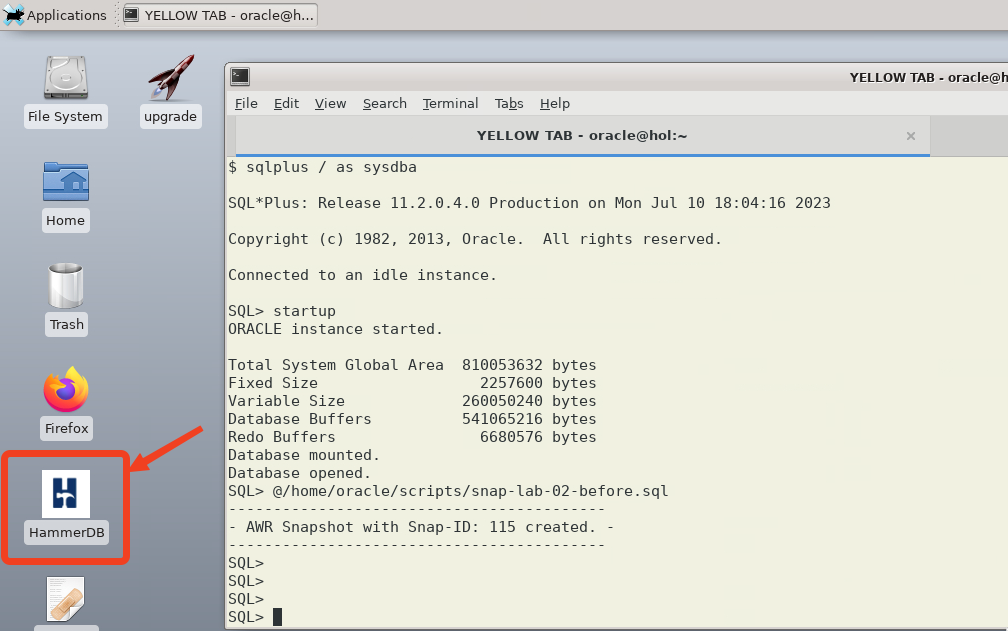 Applications
YELLOW TAB - oracle@h...
File System
upgrade
Home
Trash
Firefox
HammerDB
YELLOW TAB - oracle@h
File Edit View Search Terminal Tabs Help
YELLOW TAB - oracle@hol:~ ×
$ sqlplus / as sysdba
SQL*Plus: Release 11.2.0.4.0 Production on Mon Jul 10 18:04:16 2023
Copyright (c) 1982, 2013, Oracle.  All rights reserved.
Connected to an idle instance.
SQL> startup
ORACLE instance started.
Total System Global Area  810053632 bytes
Fixed Size                  2257600 bytes
Variable Size             260050240 bytes
Database Buffers          541065216 bytes
Redo Buffers                6680576 bytes
Database mounted.
Database opened.
SQL> @/home/oracle/scripts/snap-lab-02-before.sql
------------------------------------------
- AWR Snapshot with Snap-ID: 115 created. -
------------------------------------------
SQL>
SQL>
SQL>
SQL>